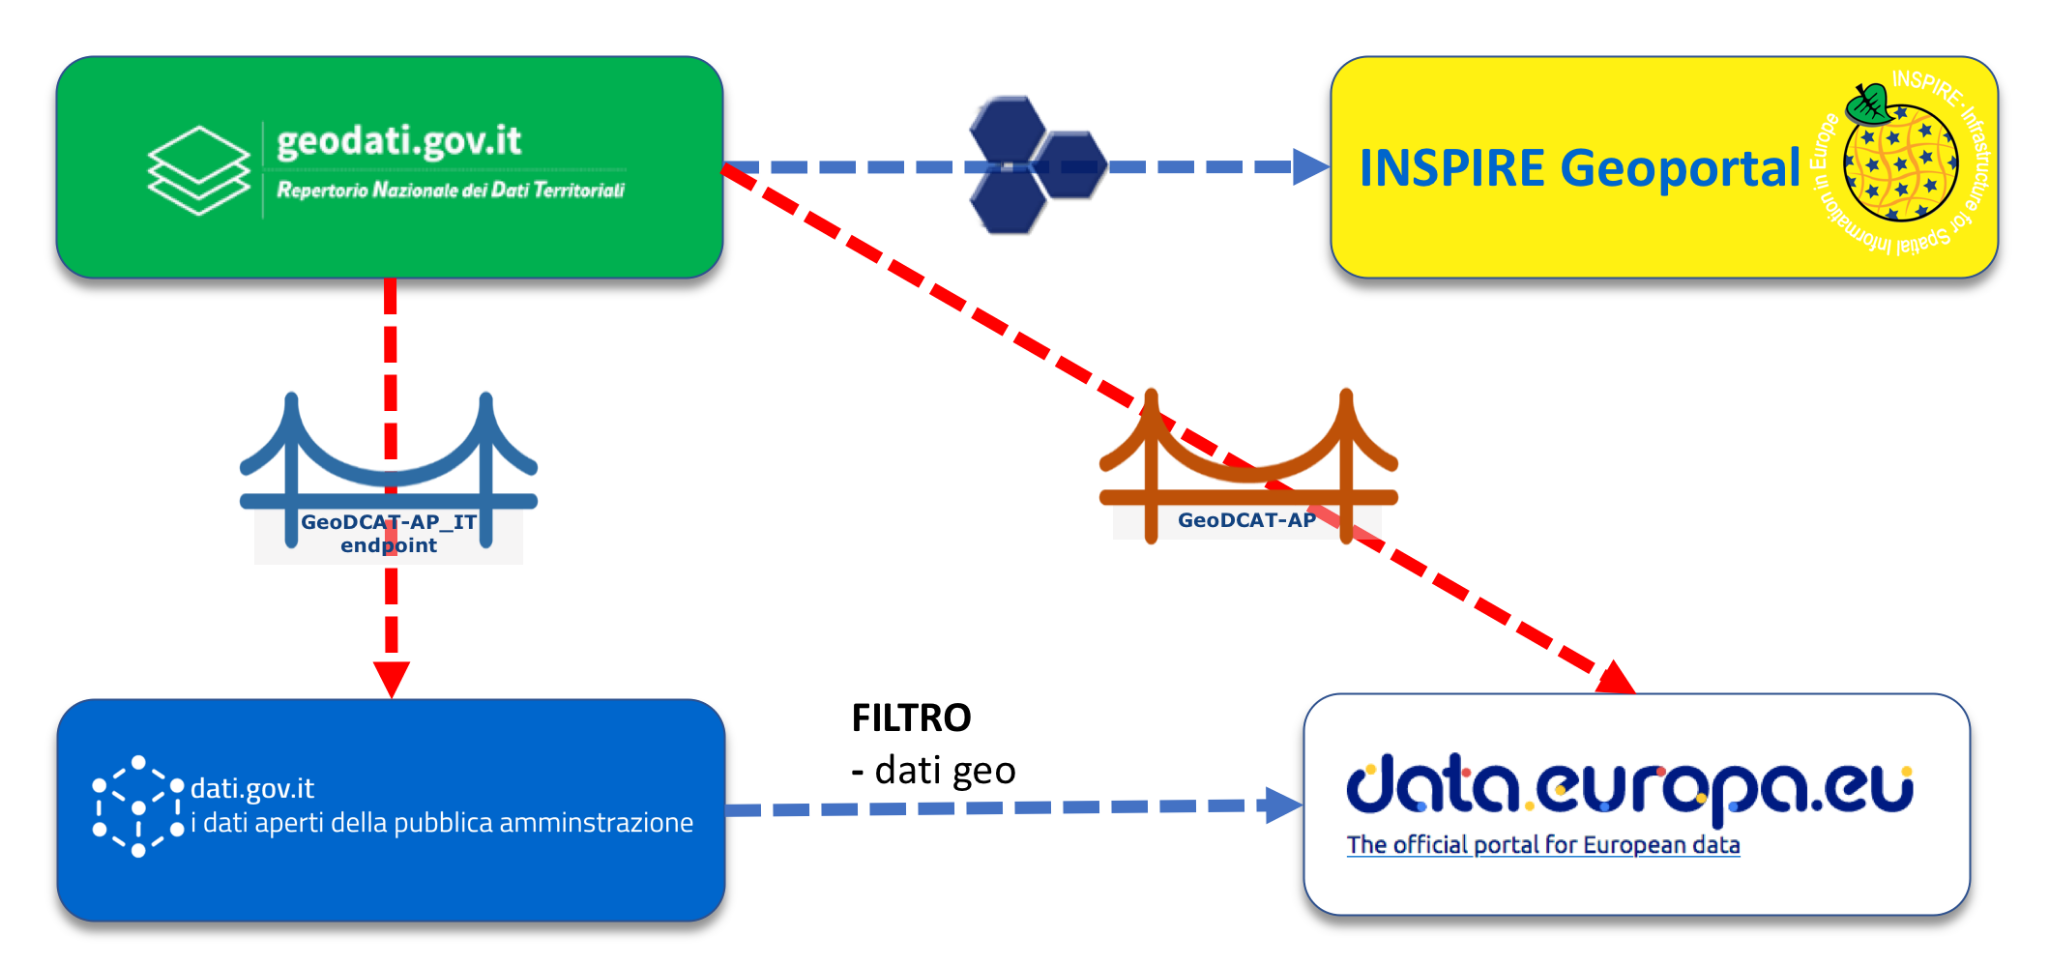 geodati.gov.it
Repertorio Nazionale dei Dati Territoriali
INSPIRE Geoportal
INSPIRE · Infrastructure for Spatial Information in Europe
GeoDCAT-AP_IT
endpoint
GeoDCAT-AP
FILTRO
- dati geo
dati.gov.it
i dati aperti della pubblica amminstrazione
data.europa.eu
The official portal for European data